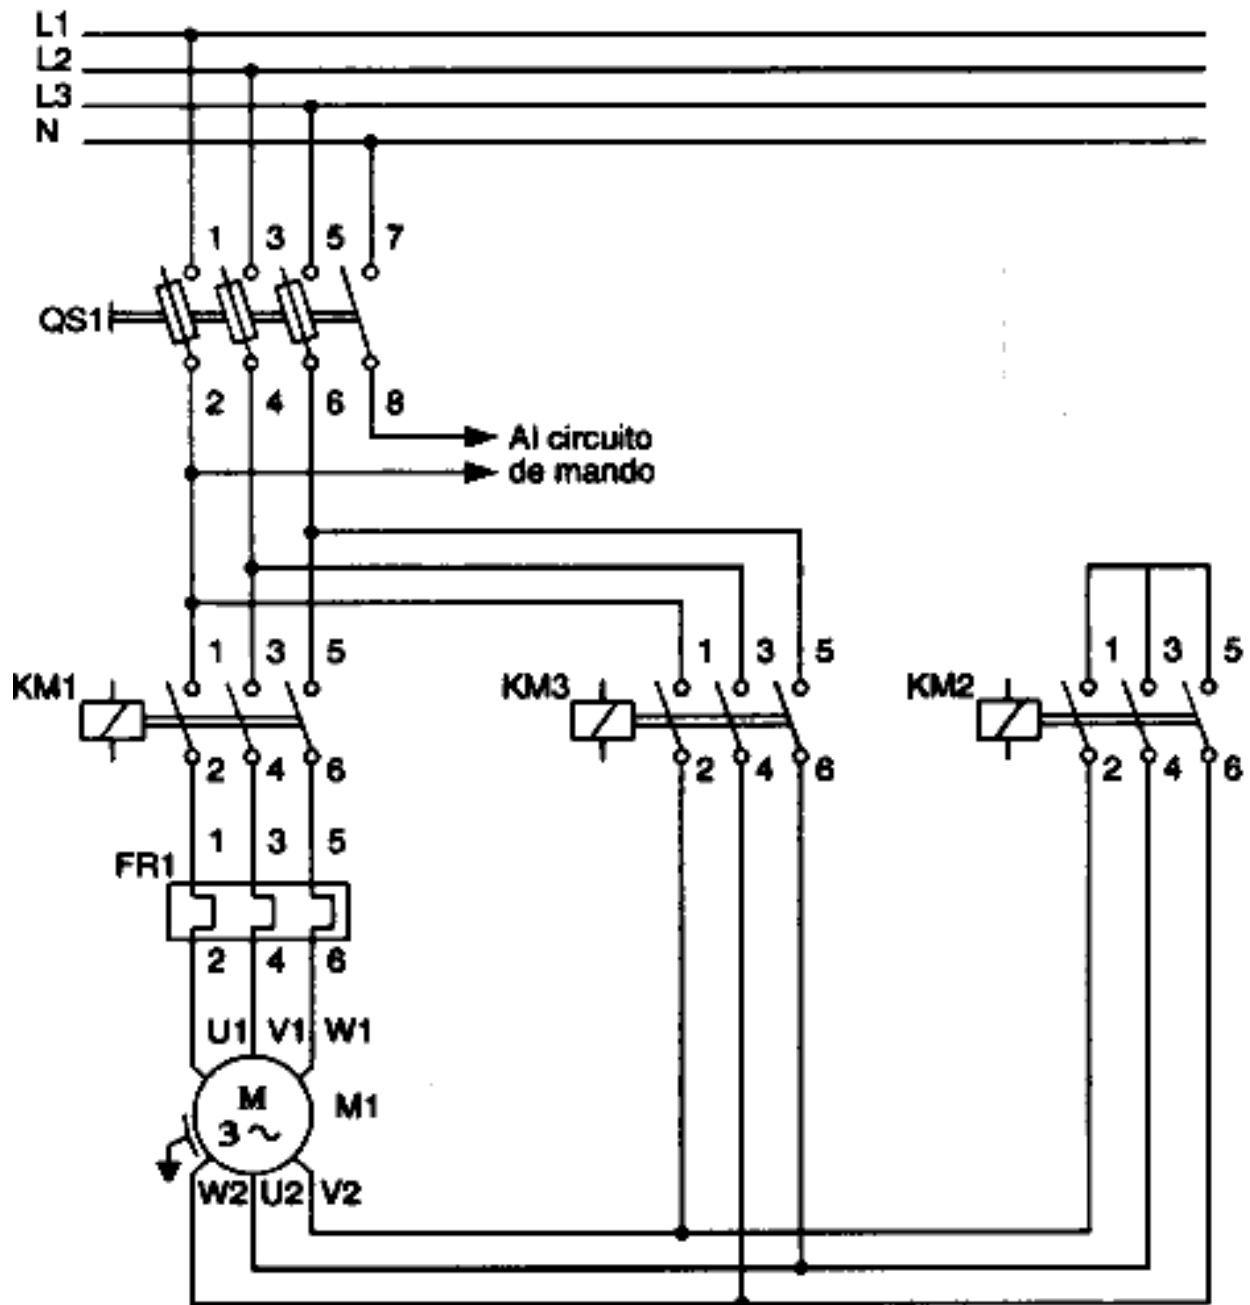 L1
L2
L3
N
1 3 5 7
QS1
2 4 6 8
Al circuito
de mando
1 3 5 1 3 5 1 3 5
KM1 KM3 KM2
2 4 6 2 4 6 2 4 6
1 3 5
FR1
2 4 6
U1 V1 W1
M
3 ~
M1
W2 U2 V2